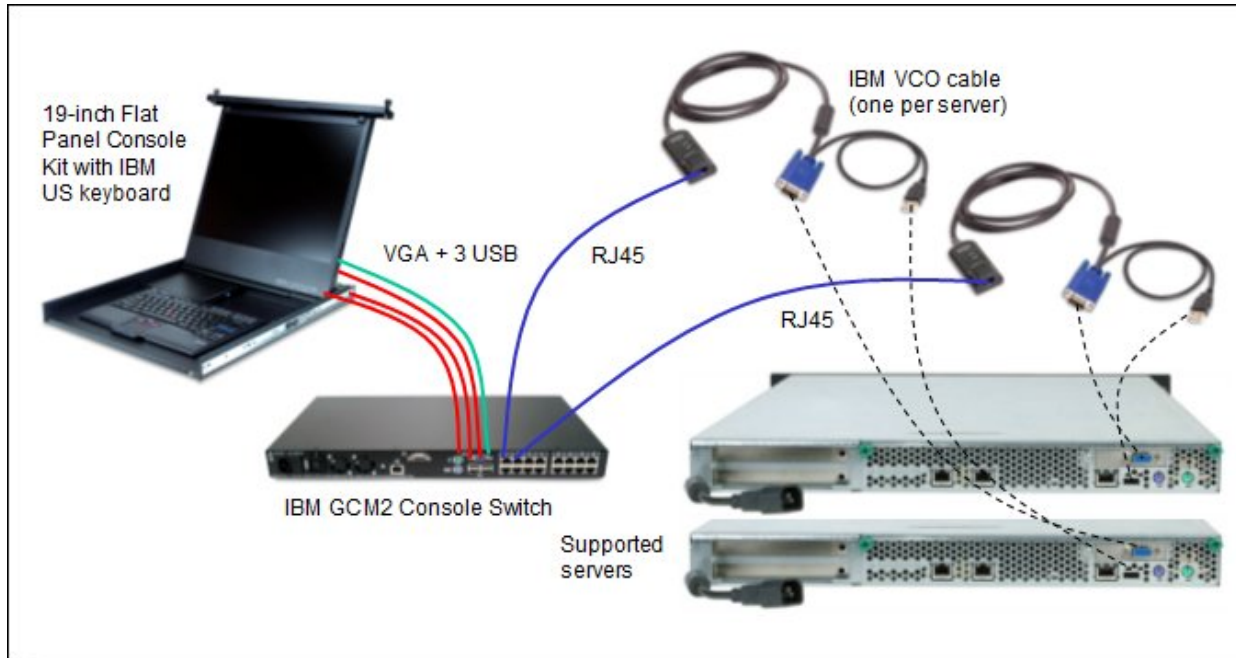 19-inch Flat
Panel Console
Kit with IBM
US keyboard
IBM VCO cable
(one per server)
VGA + 3 USB
RJ45
RJ45
IBM GCM2 Console Switch
Supported
servers